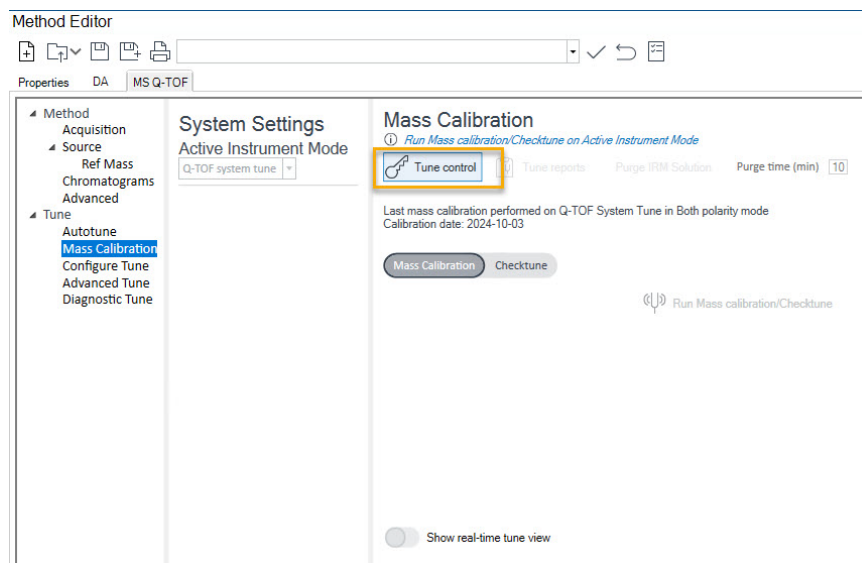 Method Editor
Properties DA MS Q-TOF
Method
Acquisition
Source
Ref Mass
Chromatograms
Advanced
Tune
Autotune
Mass Calibration
Configure Tune
Advanced Tune
Diagnostic Tune
System Settings
Active Instrument Mode
Q-TOF system tune
Mass Calibration
Run Mass calibration/Checktune on Active Instrument Mode
Tune control Tune reports Purge IRM Solution Purge time (min) 10
Last mass calibration performed on Q-TOF System Tune in Both polarity mode
Calibration date: 2024-10-03
Mass Calibration Checktune
Run Mass calibration/Checktune
Show real-time tune view